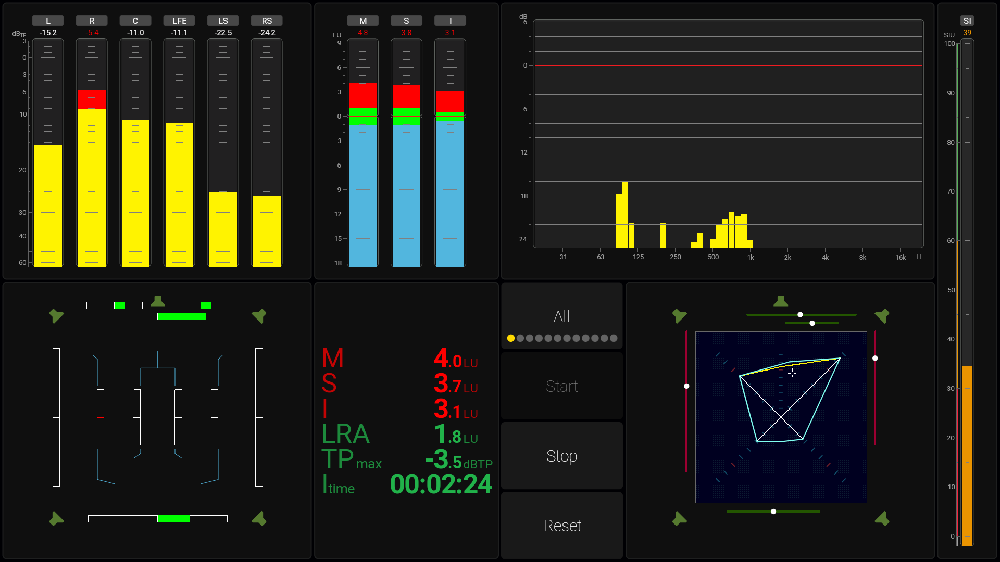 L R C LFE LS RS
dBTP -15.2 -5.4 -11.0 -11.1 -22.5 -24.2
3
0
3
6
10
20
30
40
60
M S I
LU 4.8 3.8 3.1
9
6
3
0
3
6
9
12
15
18
dB
6
0
6
12
18
24
31 63 125 250 500 1k 2k 4k 8k 16k H
SI
SIU 39
100
90
80
70
60
50
40
30
20
10
0
M 4.0 LU
S 3.7 LU
I 3.1 LU
LRA 1.8 LU
TP max -3.5 dBTP
Itime 00:02:24
All
Start
Stop
Reset